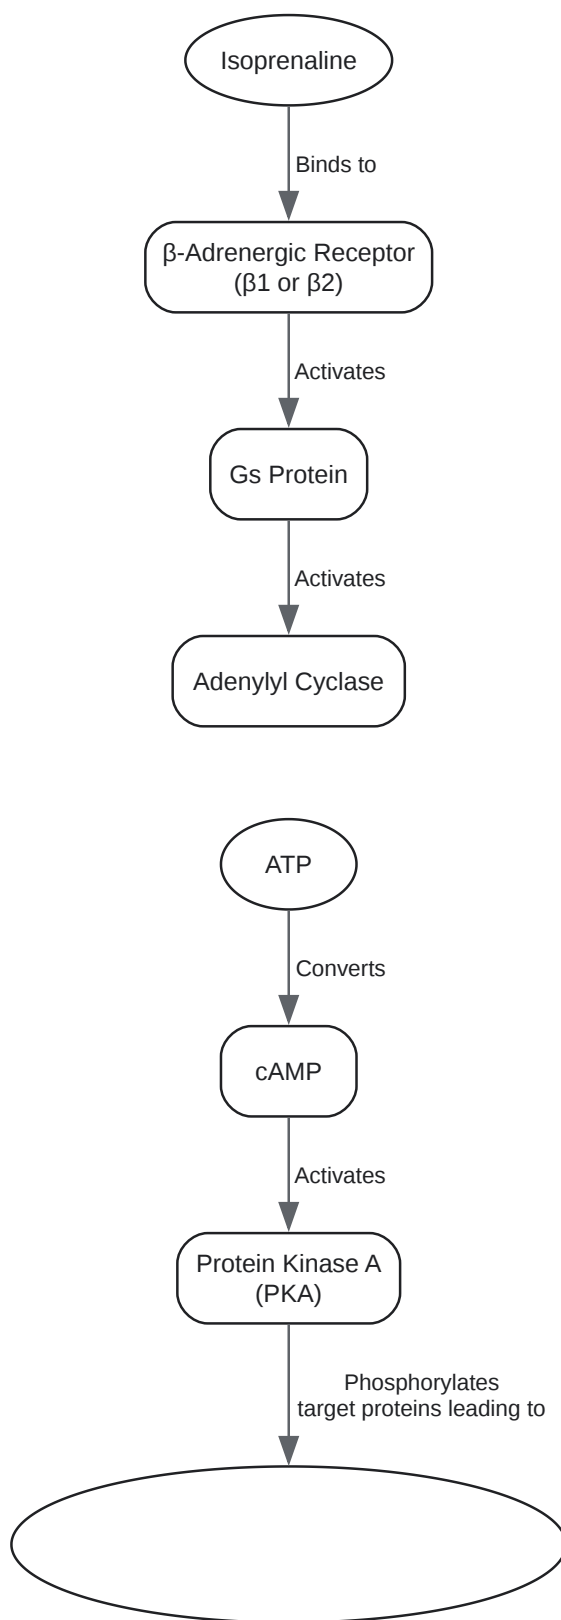 Isoprenaline
Binds to
β-Adrenergic Receptor
(β1 or β2)
Activates
Gs Protein
Activates
Adenylyl Cyclase
ATP
Converts
cAMP
Activates
Protein Kinase A
(PKA)
Phosphorylates
target proteins leading to